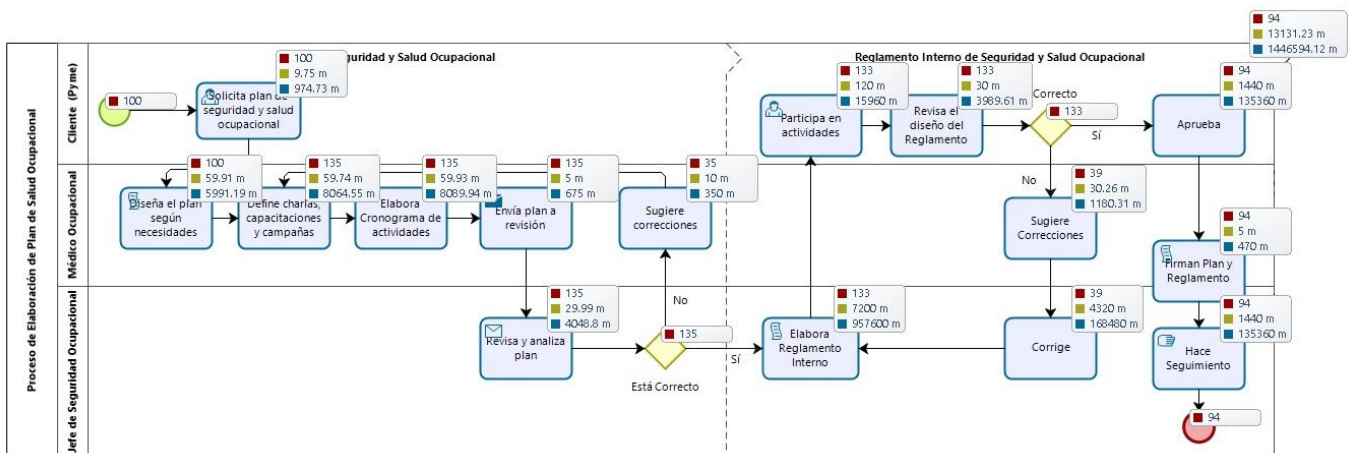 Proceso de Elaboración de Plan de Salud Ocupacional
Cliente (Pyme)
Médico Ocupacional
Jefe de Seguridad Ocupacional
guridad y Salud Ocupacional
Reglamento Interno de Seguridad y Salud Ocupacional
94
13131.23 m
1446594.12 m
100
100
9.75 m
974.73 m
Solicita plan de
seguridad y salud
ocupacional
133
120 m
15960 m
Participa en
actividades
133
30 m
3989.61 m
Revisa el
diseño del
Reglamento
Correcto
133
Sí
No
94
1440 m
135360 m
Aprueba
100
59.91 m
5991.19 m
Diseña el plan
según
necesidades
135
59.74 m
8064.55 m
Define charlas,
capacitaciones
y campañas
135
59.93 m
8089.94 m
Elabora
Cronograma de
actividades
135
5 m
675 m
Envía plan a
revisión
35
10 m
350 m
Sugiere
correcciones
39
30.26 m
1180.31 m
Sugiere
Correcciones
94
5 m
470 m
Firman Plan y
Reglamento
135
29.99 m
4048.8 m
Revisa y analiza
plan
No
135
Sí
Está Correcto
133
7200 m
957600 m
Elabora
Reglamento
Interno
39
4320 m
168480 m
Corrige
94
1440 m
135360 m
Hace
Seguimiento
94